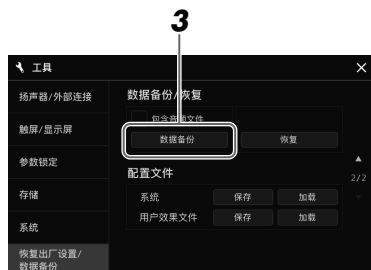 3
工具
扬声器/外部连接
触屏/显示屏
参数锁定
存储
系统
恢复出厂设置/
数据备份
数据备份/恢复
包含音频文件
数据备份
恢复
配置文件
系统
保存
加载
用户效果文件
保存
加载
2/2